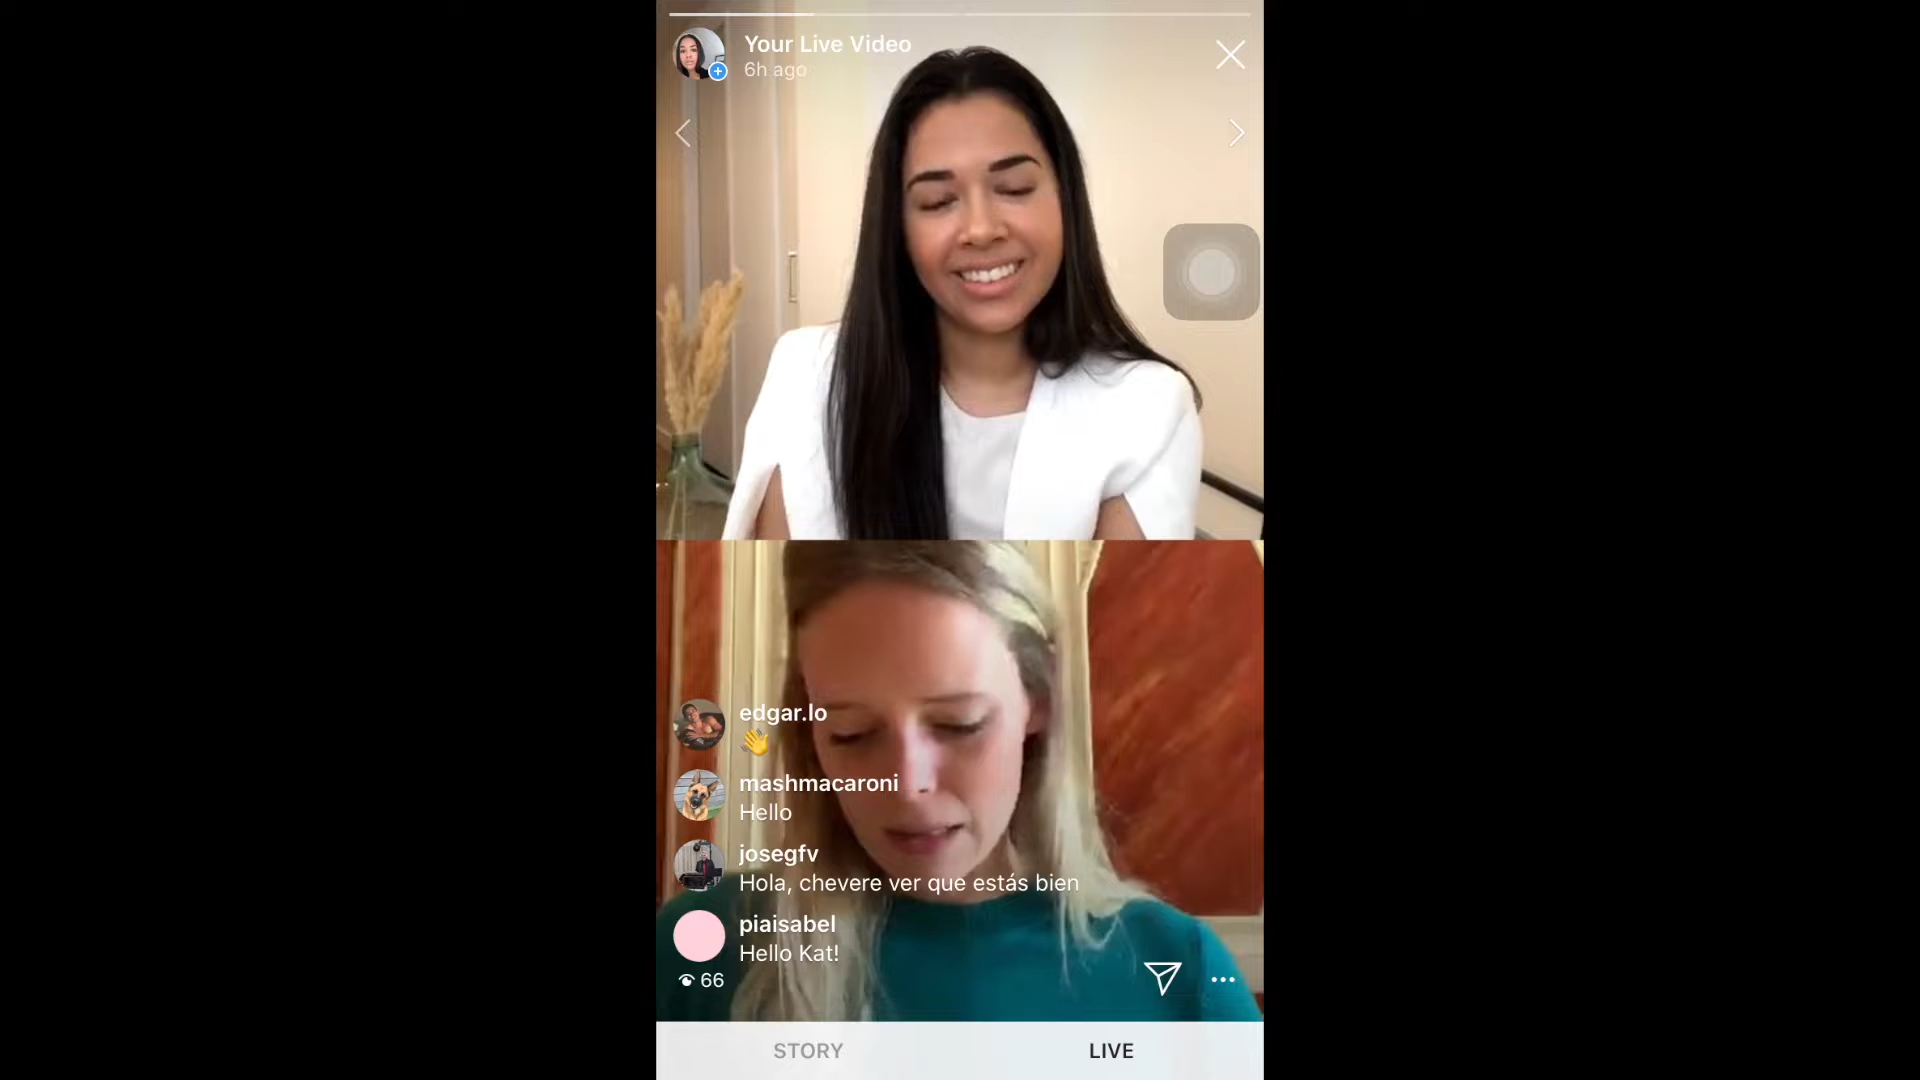 Your Live Video
6h ago
edgar.lo
👋
mashmacaroni
Hello
josegfv
Hola, chevere ver que estás bien
piaisabel
Hello Kat!
66
STORY
LIVE